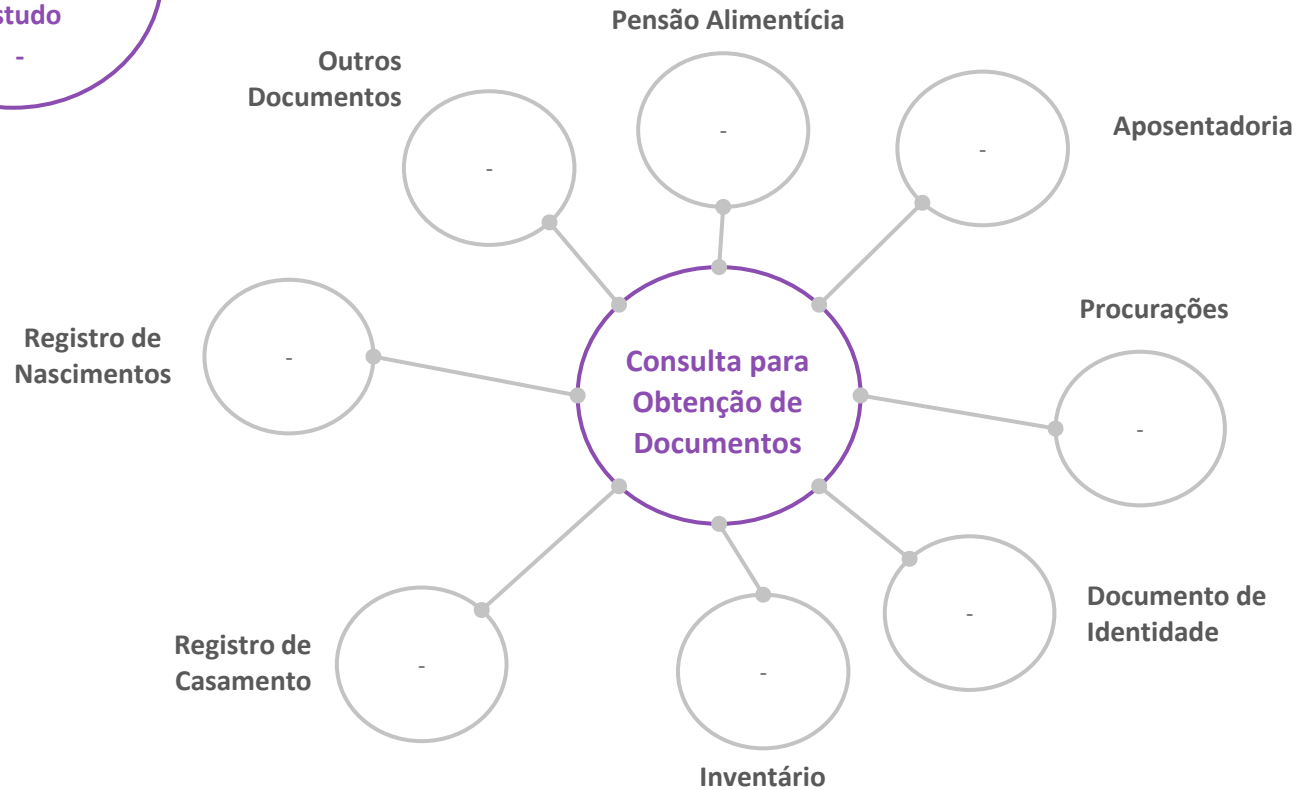 -
Pensão Alimentícia
-
Outros
Documentos
-
Aposentadoria
-
Procurações
-
Registro de
Nascimentos
-
Consulta para
Obtenção de
Documentos
Documento de
Identidade
-
Registro de
Casamento
-
Inventário
-